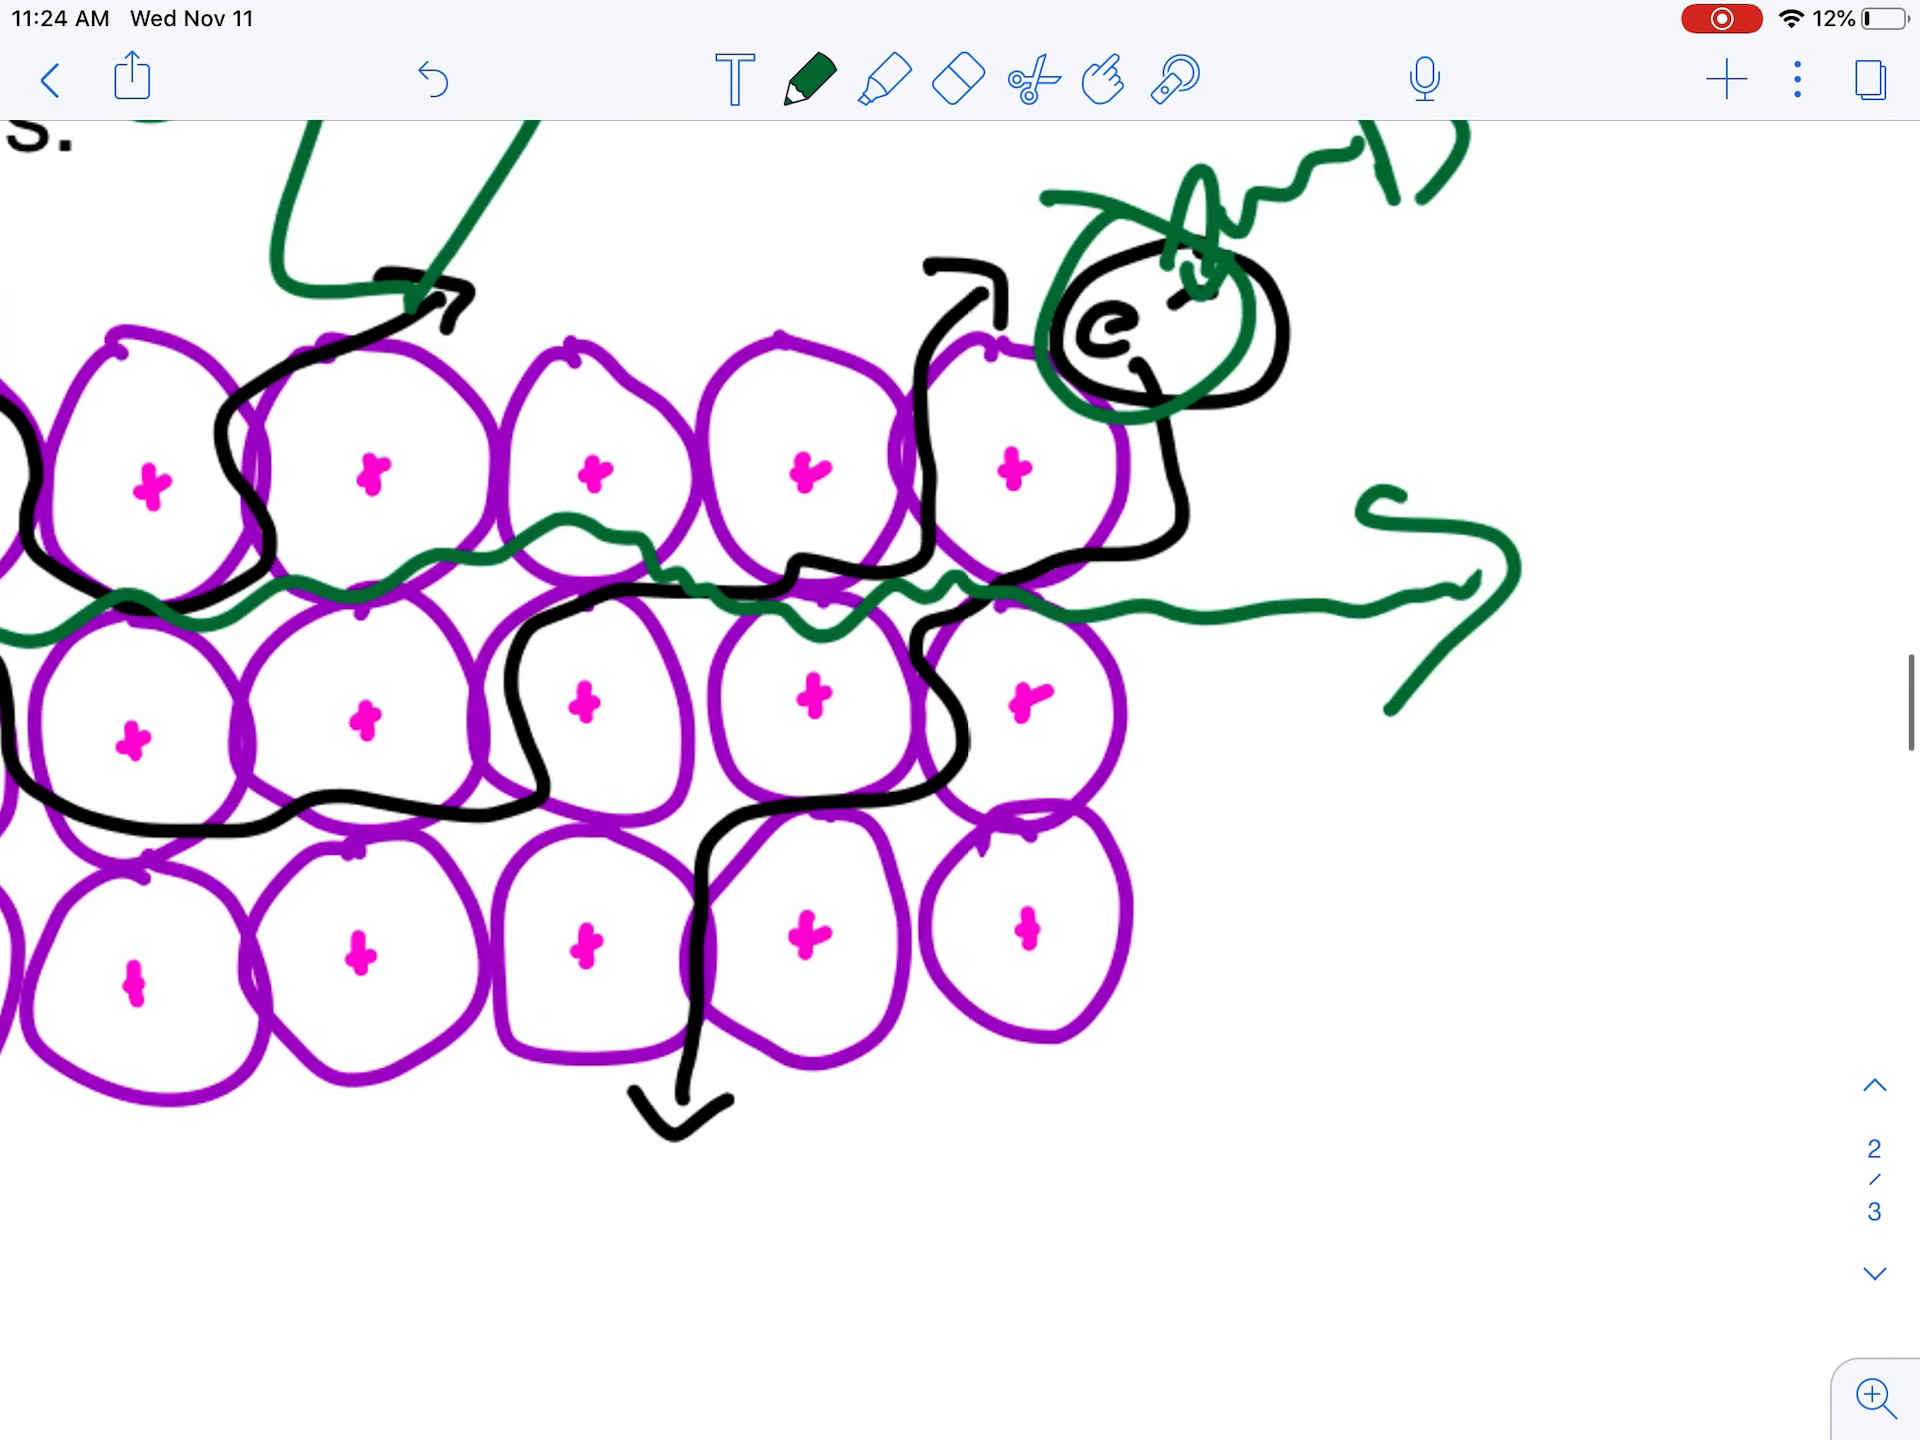 11:24 AM Wed Nov 11
12%
T
s.
e-
+ + + + +
+ + + + +
+ + + + +
2
/
3